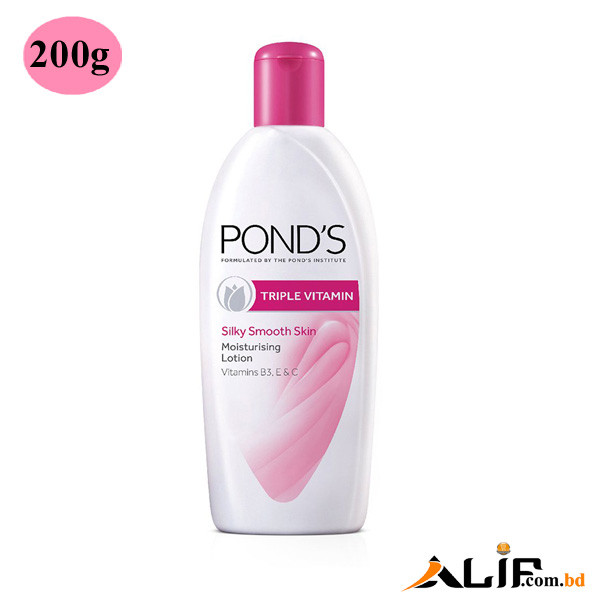 200g
POND'S
FORMULATED BY THE POND'S INSTITUTE
TRIPLE VITAMIN
Silky Smooth Skin
Moisturising
Lotion
Vitamins B3, E & C
ALIF.com.bd